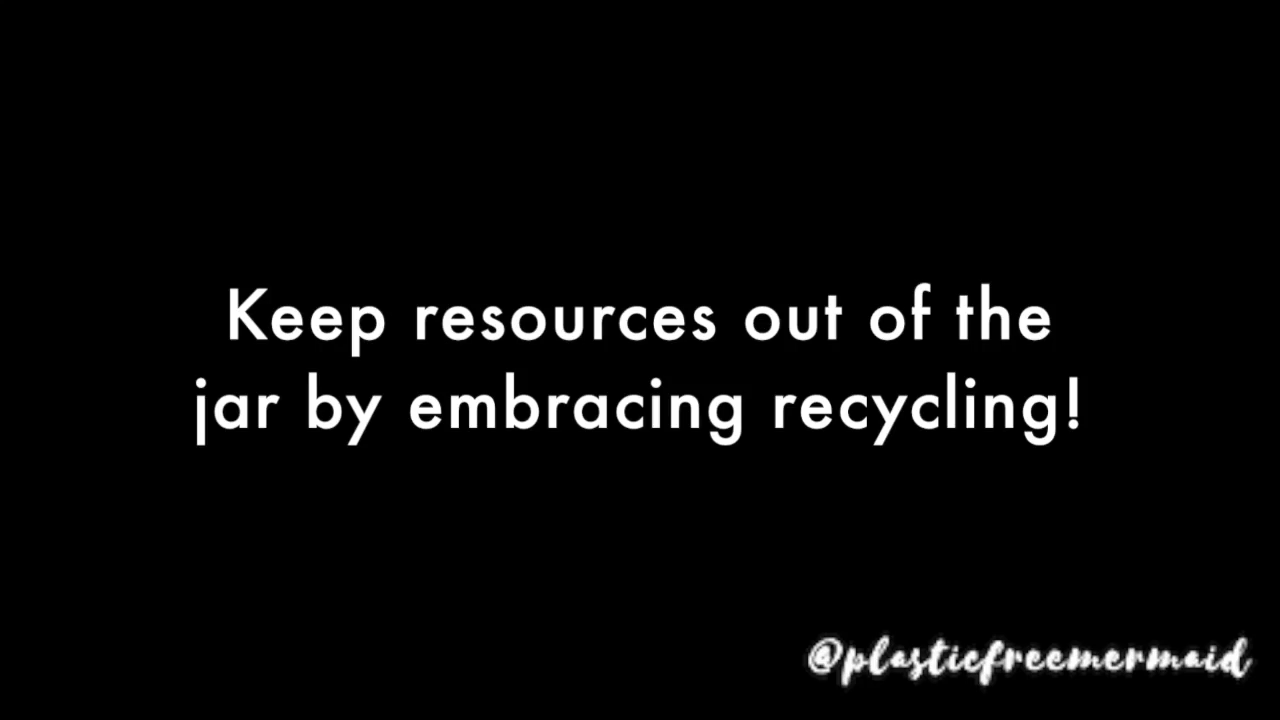 Keep resources out of the
jar by embracing recycling!
@plasticfreemermaid